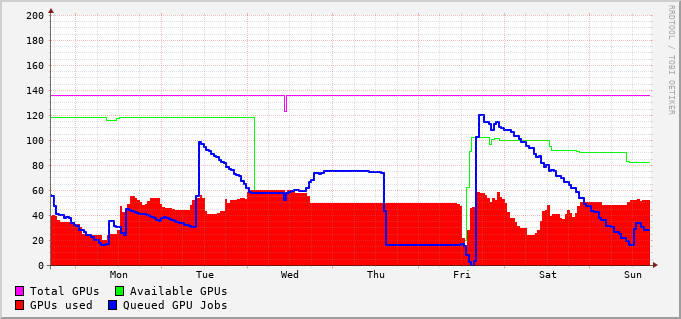 200
180
160
140
120
100
80
60
40
20
0
Mon Tue Wed Thu Fri Sat Sun
Total GPUs Available GPUs
GPUs used Queued GPU Jobs
RRDTOOL / TOBI OETIKER